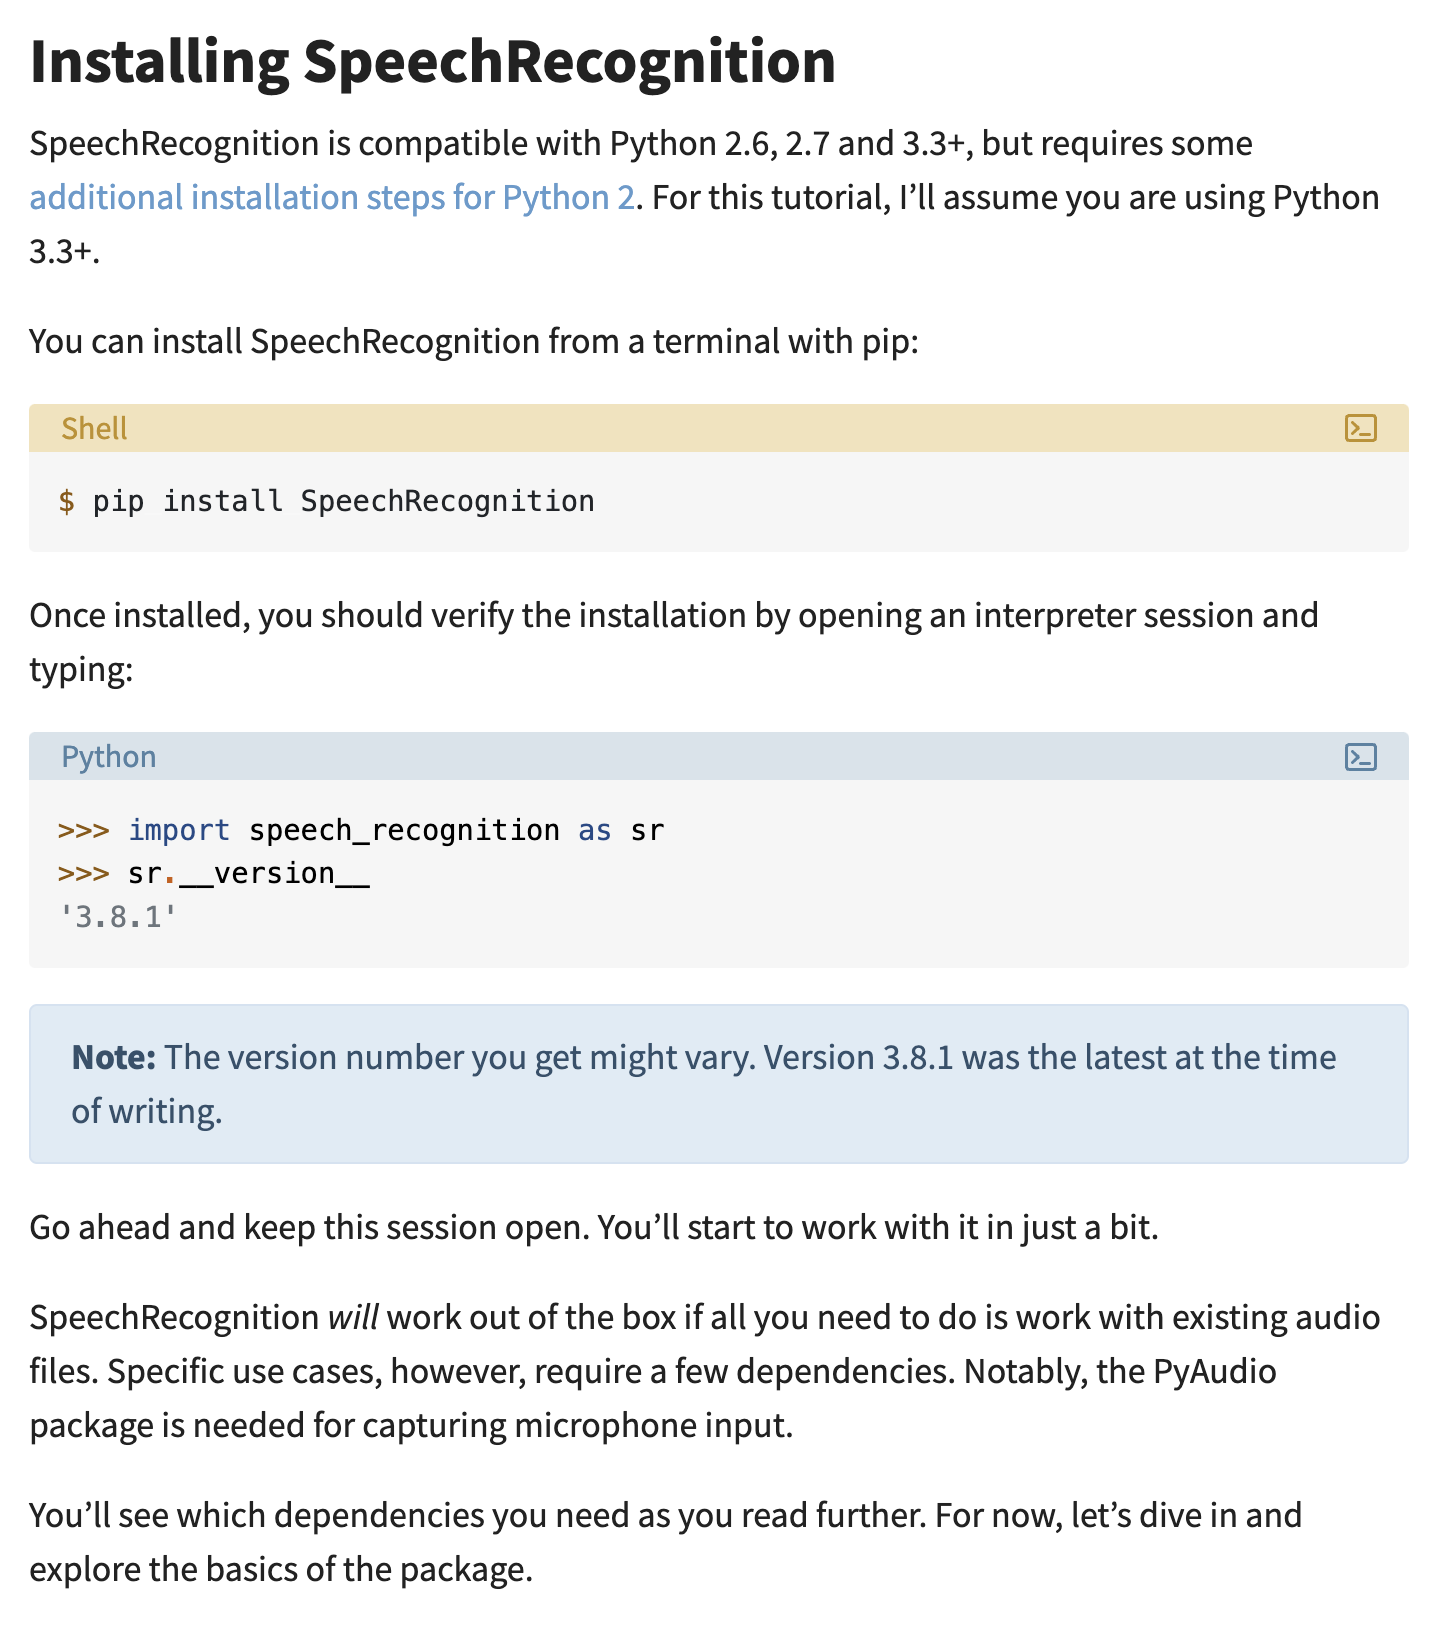 Installing SpeechRecognition
SpeechRecognition is compatible with Python 2.6, 2.7 and 3.3+, but requires some
additional installation steps for Python 2. For this tutorial, I’ll assume you are using Python
3.3+.
You can install SpeechRecognition from a terminal with pip:
Shell
$ pip install SpeechRecognition
Once installed, you should verify the installation by opening an interpreter session and
typing:
Python
>>> import speech_recognition as sr
>>> sr.__version__
'3.8.1'
Note: The version number you get might vary. Version 3.8.1 was the latest at the time
of writing.
Go ahead and keep this session open. You’ll start to work with it in just a bit.
SpeechRecognition will work out of the box if all you need to do is work with existing audio
files. Specific use cases, however, require a few dependencies. Notably, the PyAudio
package is needed for capturing microphone input.
You’ll see which dependencies you need as you read further. For now, let’s dive in and
explore the basics of the package.